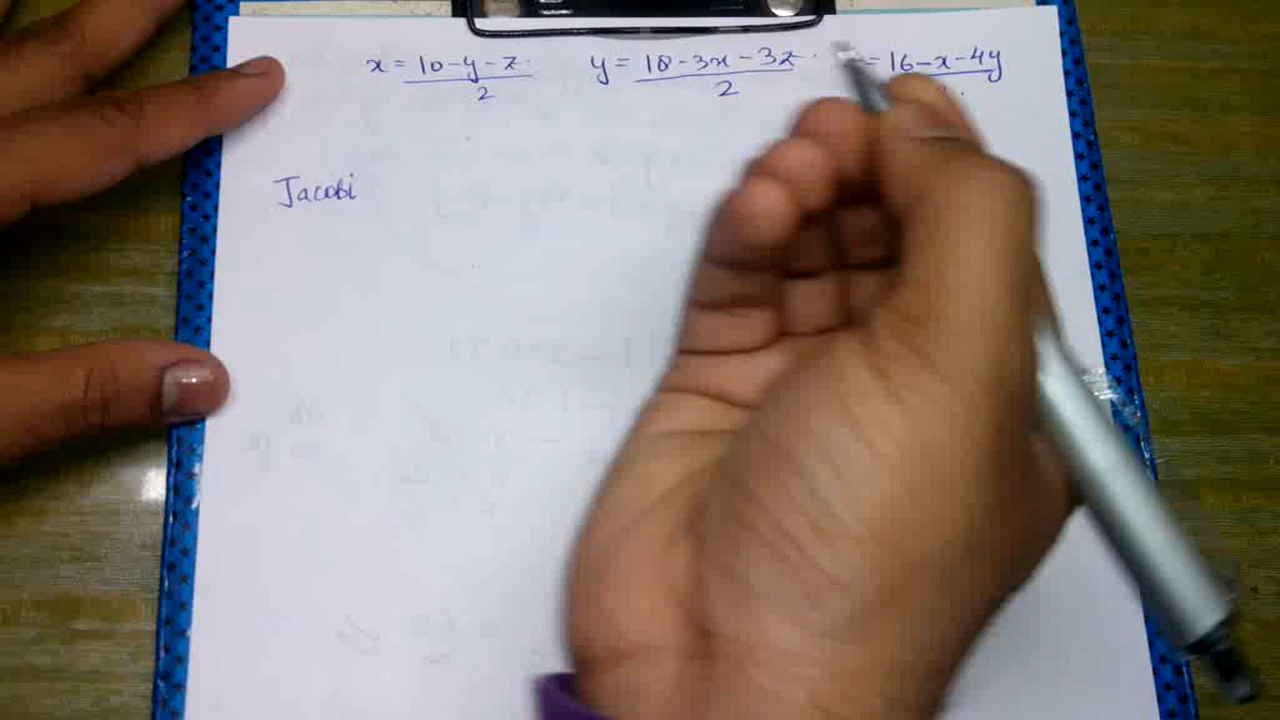 x = 10-y-z / 2 y = 18-3x-3z / 2 = 16-x-4y
Jacobi